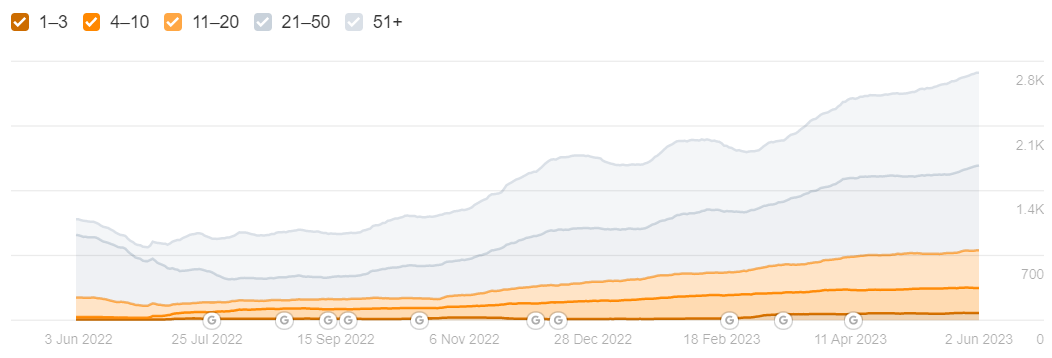 1–3 4–10 11–20 21–50 51+
2.8K
2.1K
1.4K
700
G G G G G G G G G G
3 Jun 2022 25 Jul 2022 15 Sep 2022 6 Nov 2022 28 Dec 2022 18 Feb 2023 11 Apr 2023 2 Jun 2023 0